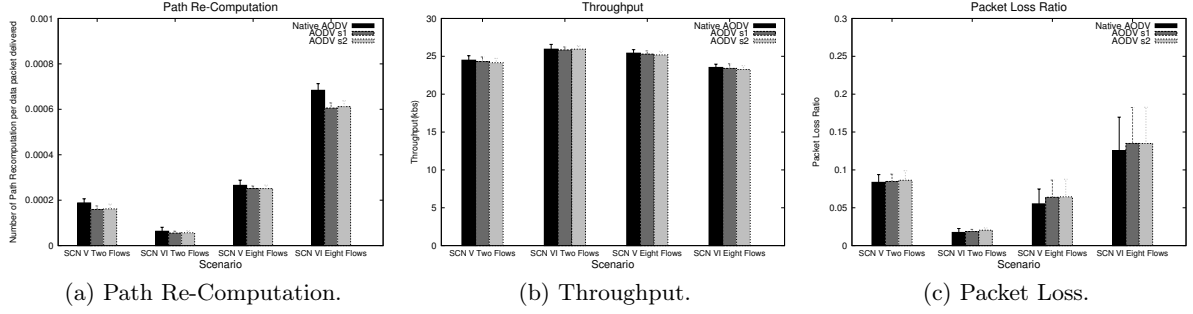 Path Re-Computation
Number of Path Recomputation per data packet delivered
0.001
0.0008
0.0006
0.0004
0.0002
0
Native AODV
AODV s1
AODV s2
SCN V Two Flows
SCN VI Two Flows
SCN V Eight Flows
SCN VI Eight Flows
Scenario
(a) Path Re-Computation.
Throughput
Throughput(kbs)
30
25
20
15
10
5
0
Native AODV
AODV s1
AODV s2
SCN V Two Flows
SCN VI Two Flows
SCN V Eight Flows
SCN VI Eight Flows
Scenario
(b) Throughput.
Packet Loss Ratio
Packet Loss Ratio
0.3
0.25
0.2
0.15
0.1
0.05
0
Native AODV
AODV s1
AODV s2
SCN V Two Flows
SCN VI Two Flows
SCN V Eight Flows
SCN VI Eight Flows
Scenario
(c) Packet Loss.